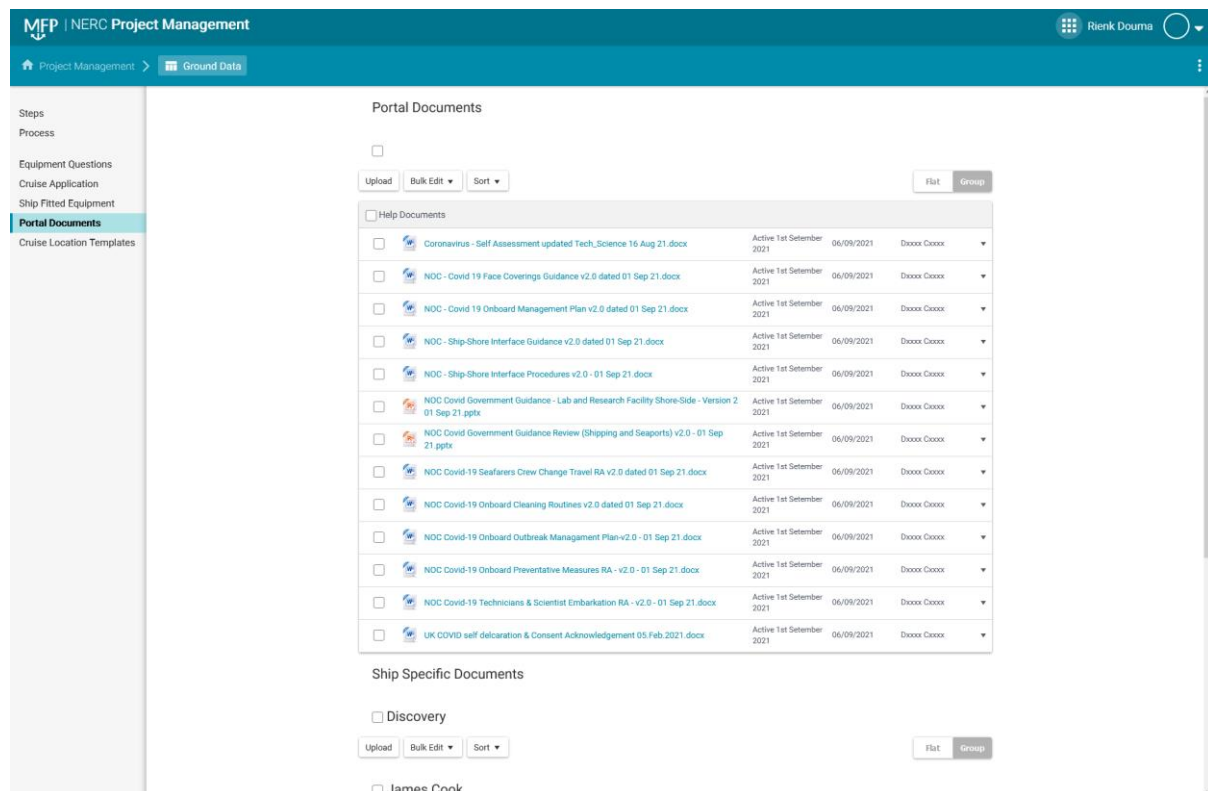 MFP | NERC Project Management
Rienk Douma
Project Management
Ground Data
Steps
Process
Equipment Questions
Cruise Application
Ship Fitted Equipment
Portal Documents
Cruise Location Templates
Portal Documents
Upload Bulk Edit Sort Flat Group
Help Documents
Coronavirus - Self Assessment updated Tech_Science 16 Aug 21.docx Active 1st Setember 06/09/2021 Dxxxx Cxxxx
2021
NOC - Covid 19 Face Coverings Guidance v2.0 dated 01 Sep 21.docx Active 1st Setember 06/09/2021 Dxxxx Cxxxx
2021
NOC - Covid 19 Onboard Management Plan v2.0 dated 01 Sep 21.docx Active 1st Setember 06/09/2021 Dxxxx Cxxxx
2021
NOC - Ship-Shore Interface Guidance v2.0 dated 01 Sep 21.docx Active 1st Setember 06/09/2021 Dxxxx Cxxxx
2021
NOC - Ship-Shore Interface Procedures v2.0 - 01 Sep 21.docx Active 1st Setember 06/09/2021 Dxxxx Cxxxx
2021
NOC Covid Government Guidance - Lab and Research Facility Shore-Side - Version 2 Active 1st Setember 06/09/2021 Dxxxx Cxxxx
01 Sep 21.pptx 2021
NOC Covid Government Guidance Review (Shipping and Seaports) v2.0 - 01 Sep Active 1st Setember 06/09/2021 Dxxxx Cxxxx
21.pptx 2021
NOC Covid-19 Seafarers Crew Change Travel RA v2.0 dated 01 Sep 21.docx Active 1st Setember 06/09/2021 Dxxxx Cxxxx
2021
NOC Covid-19 Onboard Cleaning Routines v2.0 dated 01 Sep 21.docx Active 1st Setember 06/09/2021 Dxxxx Cxxxx
2021
NOC Covid-19 Onboard Outbreak Managament Plan-v2.0 - 01 Sep 21.docx Active 1st Setember 06/09/2021 Dxxxx Cxxxx
2021
NOC Covid-19 Onboard Preventative Measures RA - v2.0 - 01 Sep 21.docx Active 1st Setember 06/09/2021 Dxxxx Cxxxx
2021
NOC Covid-19 Technicians & Scientist Embarkation RA - v2.0 - 01 Sep 21.docx Active 1st Setember 06/09/2021 Dxxxx Cxxxx
2021
UK COVID self delcaration & Consent Acknowledgement 05.Feb.2021.docx Active 1st Setember 06/09/2021 Dxxxx Cxxxx
2021
Ship Specific Documents
Discovery
Upload Bulk Edit Sort Flat Group
James Cook